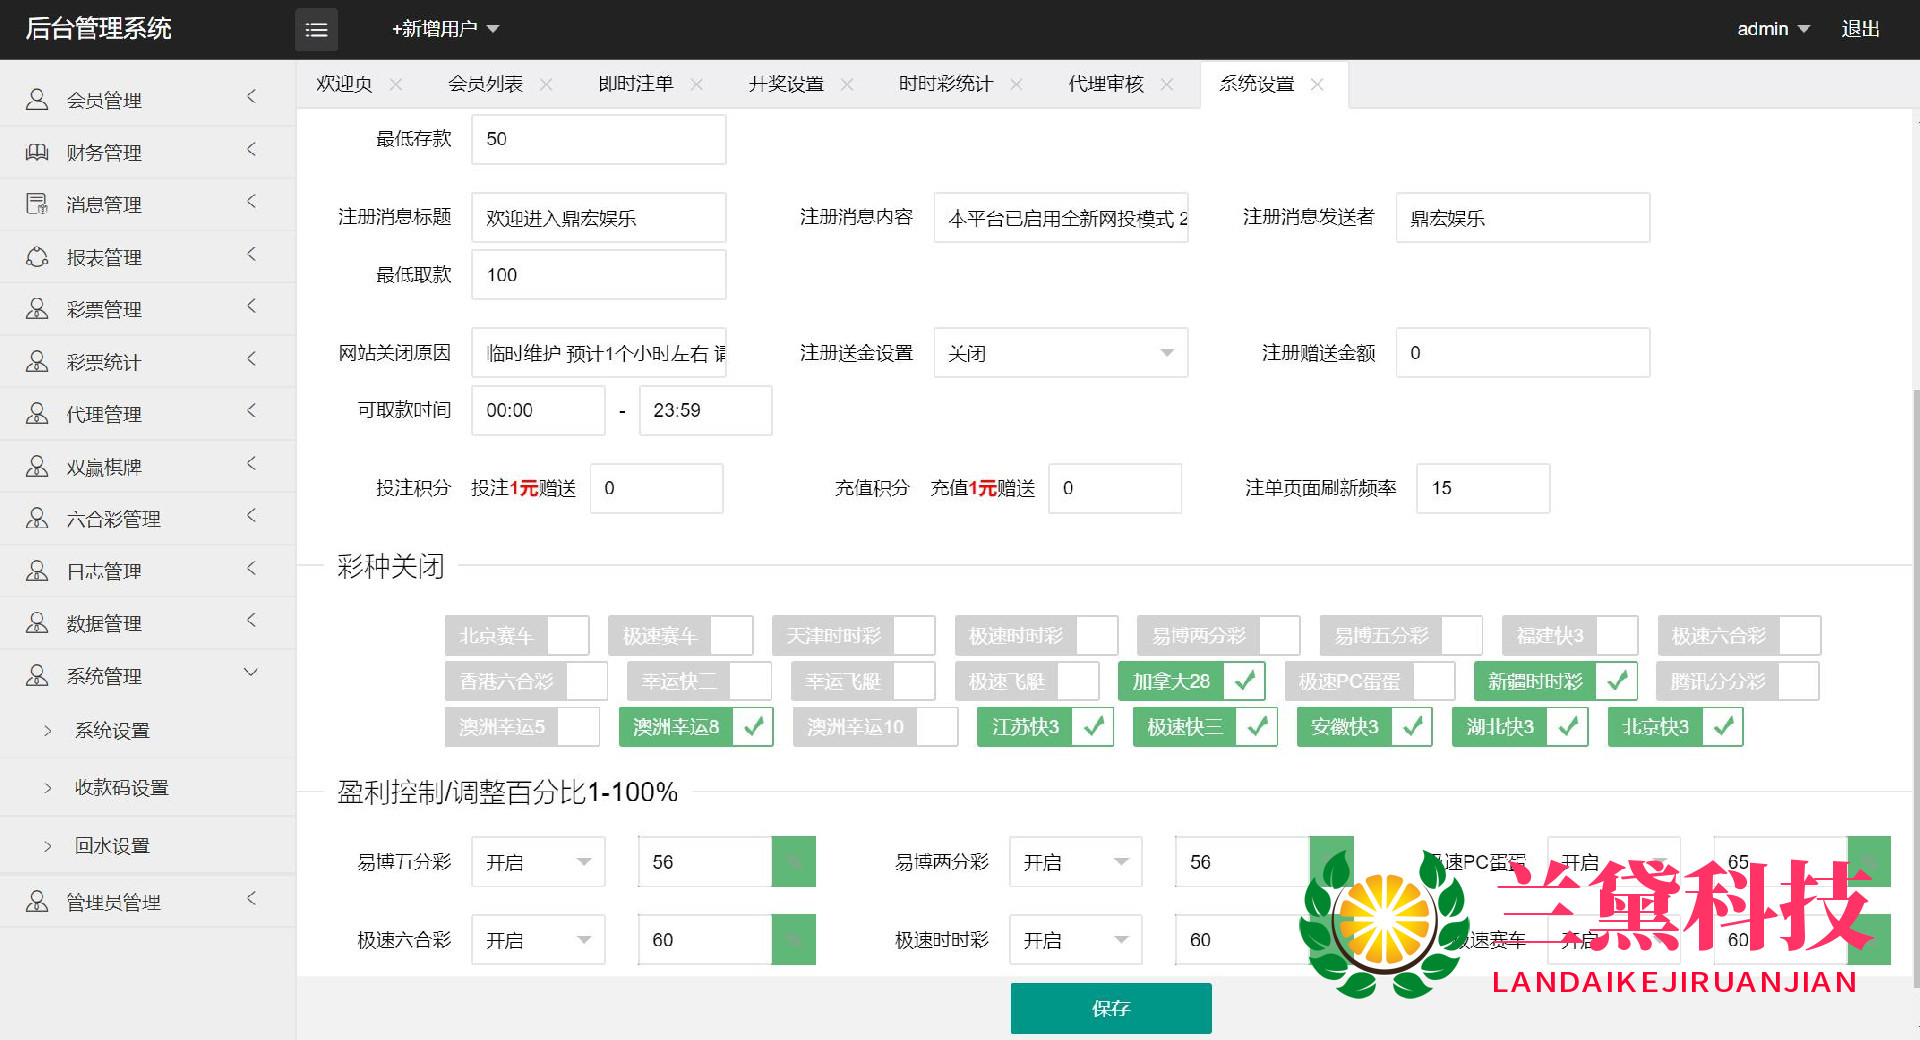 后台管理系统
+新增用户
admin
退出
会员管理
财务管理
消息管理
报表管理
彩票管理
彩票统计
代理管理
双赢棋牌
六合彩管理
日志管理
数据管理
系统管理
系统设置
收款码设置
回水设置
管理员管理
欢迎页 会员列表 即时注单 开奖设置 时时彩统计 代理审核 系统设置
最低存款 50
注册消息标题 欢迎进入鼎宏娱乐 注册消息内容 本平台已启用全新网投模式 2 注册消息发送者 鼎宏娱乐
最低取款 100
网站关闭原因 临时维护 预计1个小时左右 注册送金设置 关闭 注册赠送金额 0
可取款时间 00:00 - 23:59
投注积分 投注1元赠送 0 充值积分 充值1元赠送 0 注单页面刷新频率 15
彩种关闭
北京赛车 极速赛车 天津时时彩 极速时时彩 易博两分彩 易博五分彩 福建快3 极速六合彩
香港六合彩 幸运快二 幸运飞艇 极速飞艇 加拿大28 极速PC蛋蛋 新疆时时彩 腾讯分分彩
澳洲幸运5 澳洲幸运8 澳洲幸运10 江苏快3 极速快三 安徽快3 湖北快3 北京快3
盈利控制/调整百分比1-100%
易博五分彩 开启 56 易博两分彩 开启 56 速PC蛋蛋 开启 65
极速六合彩 开启 60 极速时时彩 开启 60 极速赛车 开启 60
保存
兰黛科技
LANDAIKEJIRUANJIAN